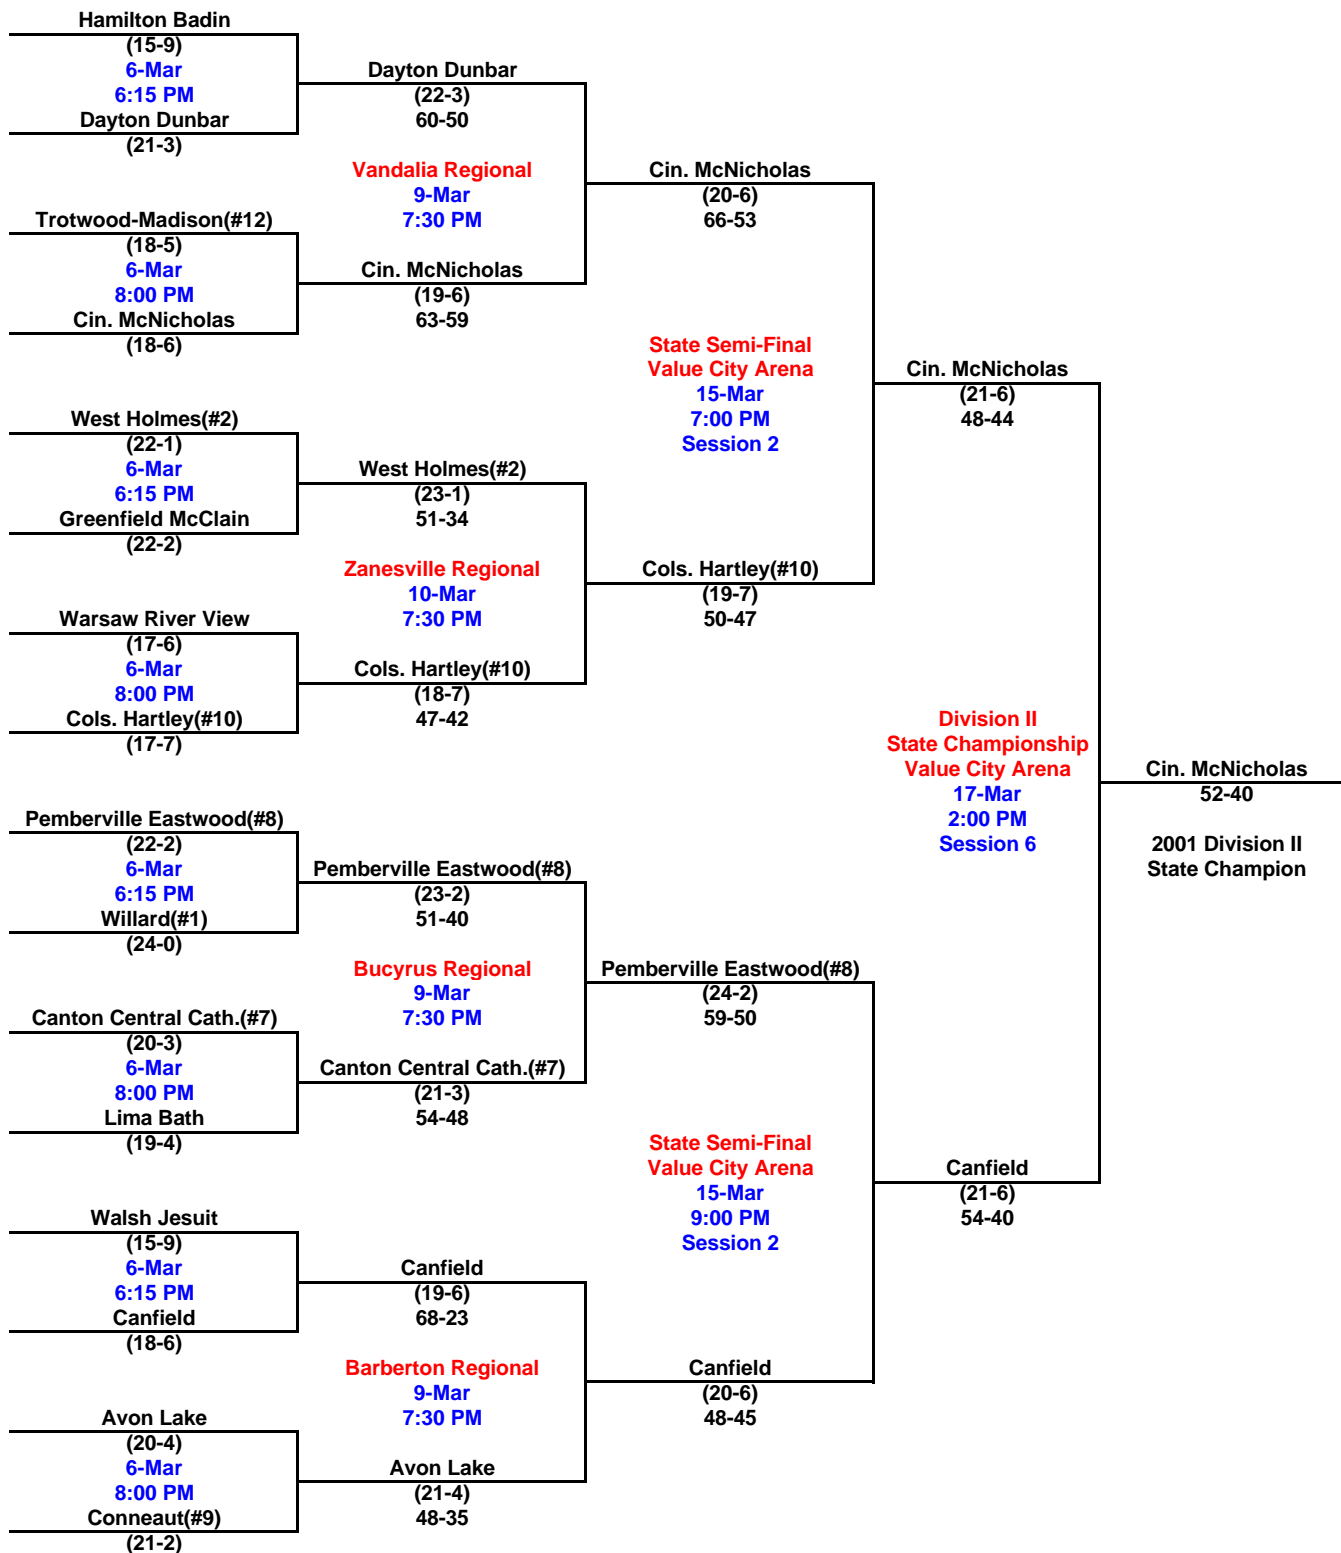 Hamilton Badin
(15-9)
6-Mar
6:15 PM
Dayton Dunbar
(21-3)
Trotwood-Madison(#12)
(18-5)
6-Mar
8:00 PM
Cin. McNicholas
(18-6)
West Holmes(#2)
(22-1)
6-Mar
6:15 PM
Greenfield McClain
(22-2)
Warsaw River View
(17-6)
6-Mar
8:00 PM
Cols. Hartley(#10)
(17-7)
Pemberville Eastwood(#8)
(22-2)
6-Mar
6:15 PM
Willard(#1)
(24-0)
Canton Central Cath.(#7)
(20-3)
6-Mar
8:00 PM
Lima Bath
(19-4)
Walsh Jesuit
(15-9)
6-Mar
6:15 PM
Canfield
(18-6)
Avon Lake
(20-4)
6-Mar
8:00 PM
Conneaut(#9)
(21-2)
Dayton Dunbar
(22-3)
60-50
Vandalia Regional
9-Mar
7:30 PM
Cin. McNicholas
(19-6)
63-59
West Holmes(#2)
(23-1)
51-34
Zanesville Regional
10-Mar
7:30 PM
Cols. Hartley(#10)
(18-7)
47-42
Pemberville Eastwood(#8)
(23-2)
51-40
Bucyrus Regional
9-Mar
7:30 PM
Canton Central Cath.(#7)
(21-3)
54-48
Canfield
(19-6)
68-23
Barberton Regional
9-Mar
7:30 PM
Avon Lake
(21-4)
48-35
Cin. McNicholas
(20-6)
66-53
State Semi-Final
Value City Arena
15-Mar
7:00 PM
Session 2
Cols. Hartley(#10)
(19-7)
50-47
Pemberville Eastwood(#8)
(24-2)
59-50
State Semi-Final
Value City Arena
15-Mar
9:00 PM
Session 2
Canfield
(20-6)
48-45
Cin. McNicholas
(21-6)
48-44
Division II
State Championship
Value City Arena
17-Mar
2:00 PM
Session 6
Canfield
(21-6)
54-40
Cin. McNicholas
52-40
2001 Division II
State Champion